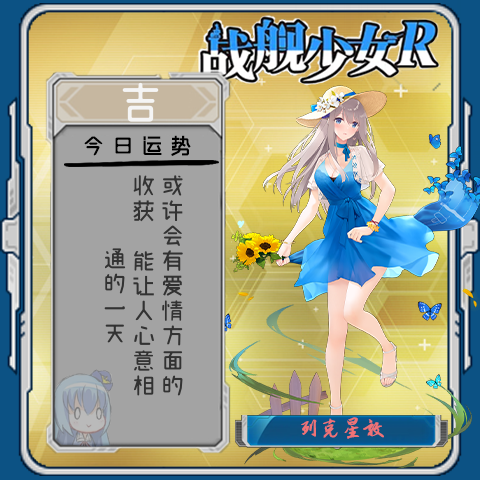 战舰少女R
吉
今日运势
或许会有爱情方面的
收获 能让人心意相
通的一天
列克星敦